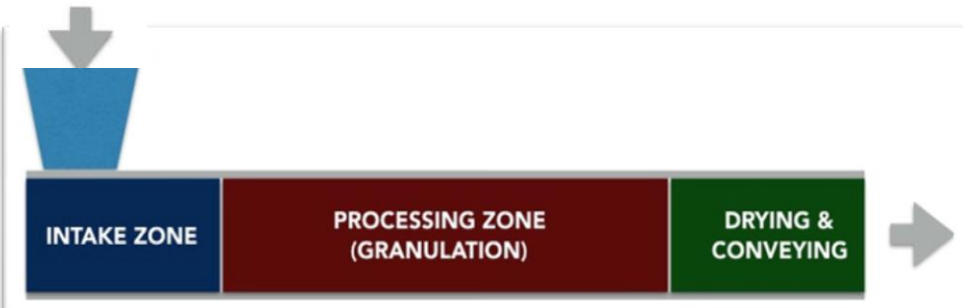 INTAKE ZONE
PROCESSING ZONE
(GRANULATION)
DRYING &
CONVEYING